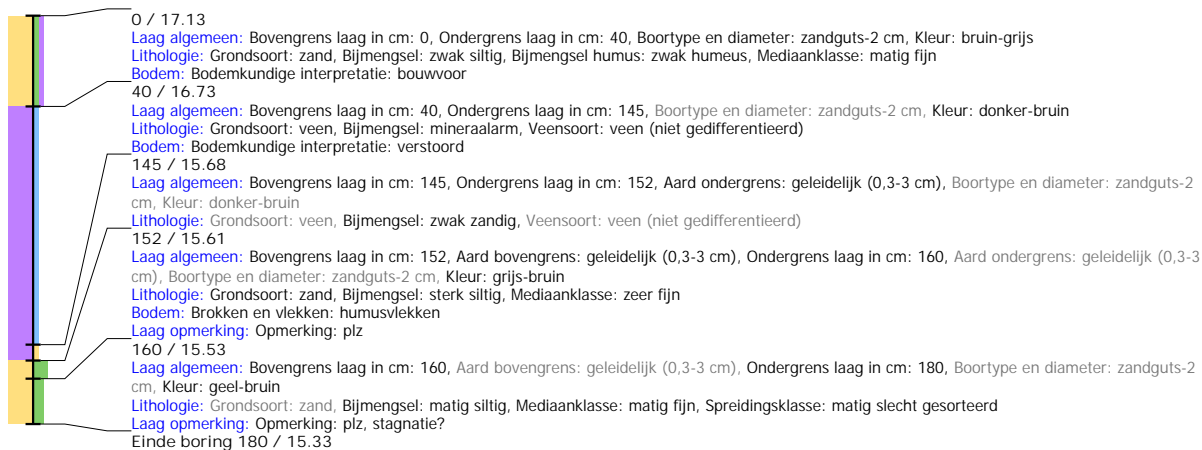 0 / 17.13
Laag algemeen: Bovengrens laag in cm: 0, Ondergrens laag in cm: 40, Boortype en diameter: zandguts-2 cm, Kleur: bruin-grijs
Lithologie: Grondsoort: zand, Bijmengsel: zwak siltig, Bijmengsel humus: zwak humeus, Mediaanklasse: matig fijn
Bodem: Bodemkundige interpretatie: bouwvoor
40 / 16.73
Laag algemeen: Bovengrens laag in cm: 40, Ondergrens laag in cm: 145, Boortype en diameter: zandguts-2 cm, Kleur: donker-bruin
Lithologie: Grondsoort: veen, Bijmengsel: mineraalarm, Veensoort: veen (niet gedifferentieerd)
Bodem: Bodemkundige interpretatie: verstoord
145 / 15.68
Laag algemeen: Bovengrens laag in cm: 145, Ondergrens laag in cm: 152, Aard ondergrens: geleidelijk (0,3-3 cm), Boortype en diameter: zandguts-2
cm, Kleur: donker-bruin
Lithologie: Grondsoort: veen, Bijmengsel: zwak zandig, Veensoort: veen (niet gedifferentieerd)
152 / 15.61
Laag algemeen: Bovengrens laag in cm: 152, Aard bovengrens: geleidelijk (0,3-3 cm), Ondergrens laag in cm: 160, Aard ondergrens: geleidelijk (0,3-3
cm), Boortype en diameter: zandguts-2 cm, Kleur: grijs-bruin
Lithologie: Grondsoort: zand, Bijmengsel: sterk siltig, Mediaanklasse: zeer fijn
Bodem: Brokken en vlekken: humusvlekken
Laag opmerking: Opmerking: plz
160 / 15.53
Laag algemeen: Bovengrens laag in cm: 160, Aard bovengrens: geleidelijk (0,3-3 cm), Ondergrens laag in cm: 180, Boortype en diameter: zandguts-2
cm, Kleur: geel-bruin
Lithologie: Grondsoort: zand, Bijmengsel: matig siltig, Mediaanklasse: matig fijn, Spreidingsklasse: matig slecht gesorteerd
Laag opmerking: Opmerking: plz, stagnatie?
Einde boring 180 / 15.33